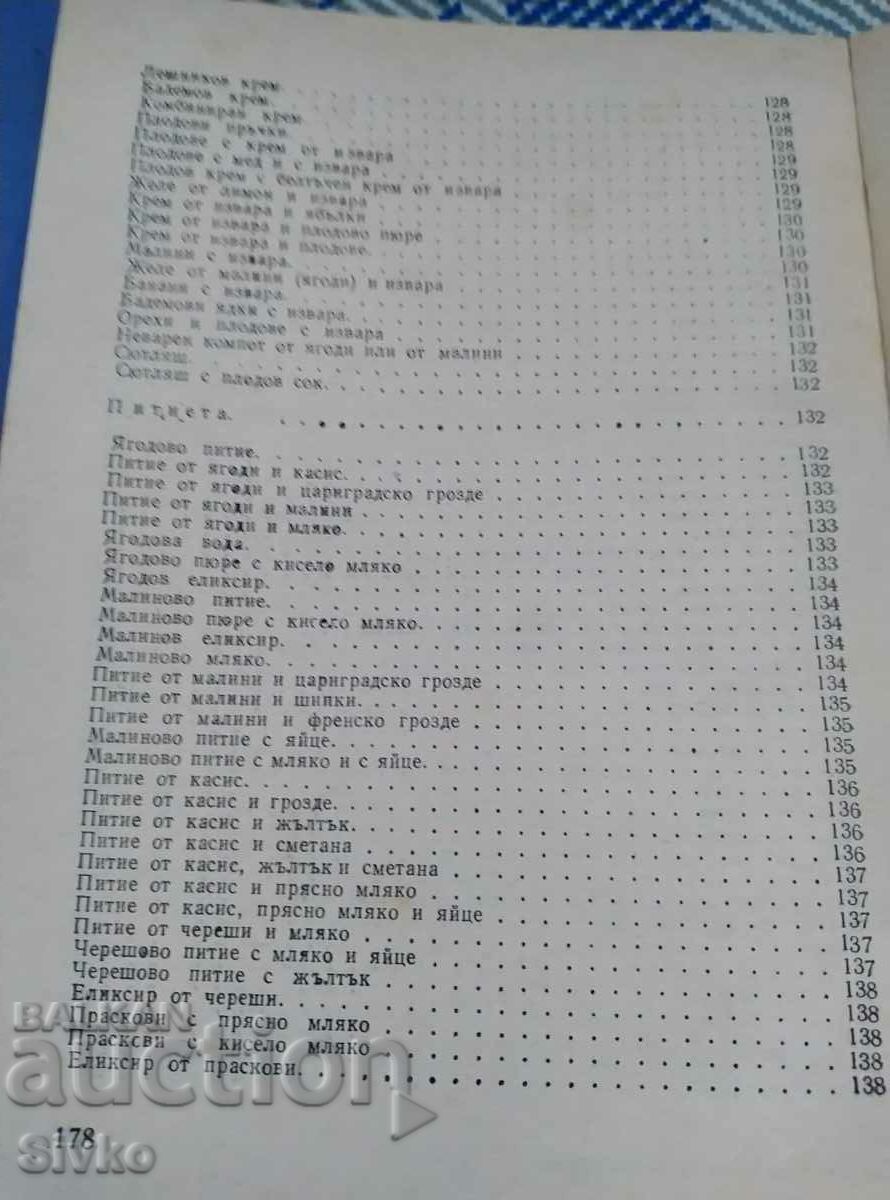 Лешников крем. 128
Бадемов крем. 128
Комбиниран крем 128
Плодови пръчки. 128
Плодове с крем от извара 129
Плодове с мед и с извара 129
Плодов крем с белтъчен крем от извара 129
Желе от лимон и извара 129
Крем от извара и ябълки 130
Крем от извара и плодово пюре 130
Крем от извара и плодове. 130
Малини с извара. 130
Желе от малини (ягоди) и извара 131
Банани с извара. 131
Бадемови ядки с извара. 131
Орехи и плодове с извара 131
Неварен компот от ягоди или от малини 132
Сютляш. 132
Сютляш с плодов сок. 132
Питиета. 132
Ягодово питие. 132
Питие от ягоди и касис. 132
Питие от ягоди и цариградско грозде 133
Питие от ягоди и малини 133
Питие от ягоди и мляко. 133
Ягодова вода. 133
Ягодово пюре с кисело мляко 133
Ягодов еликсир. 134
Малиново питие. 134
Малиново пюре с кисело мляко. 134
Малинов еликсир. 134
Малиново мляко. 134
Питие от малини и цариградско грозде 134
Питие от малини и шипки. 135
Питие от малини и френско грозде 135
Малиново питие с яйце. 135
Малиново питие с мляко и с яйце. 135
Питие от касис. 136
Питие от касис и грозде. 136
Питие от касис и жълтък. 136
Питие от касис и сметана 136
Питие от касис, жълтък и сметана 137
Питие от касис и прясно мляко 137
Питие от касис, прясно мляко и яйце 137
Питие от череши и мляко 137
Черешово питие с мляко и яйце 137
Черешово питие с жълтък 138
Еликсир от череши. 138
Праскови с прясно мляко 138
Праскови с кисело мляко 138
Еликсир от праскови. 138
178
BALKAN
auction
Sivko